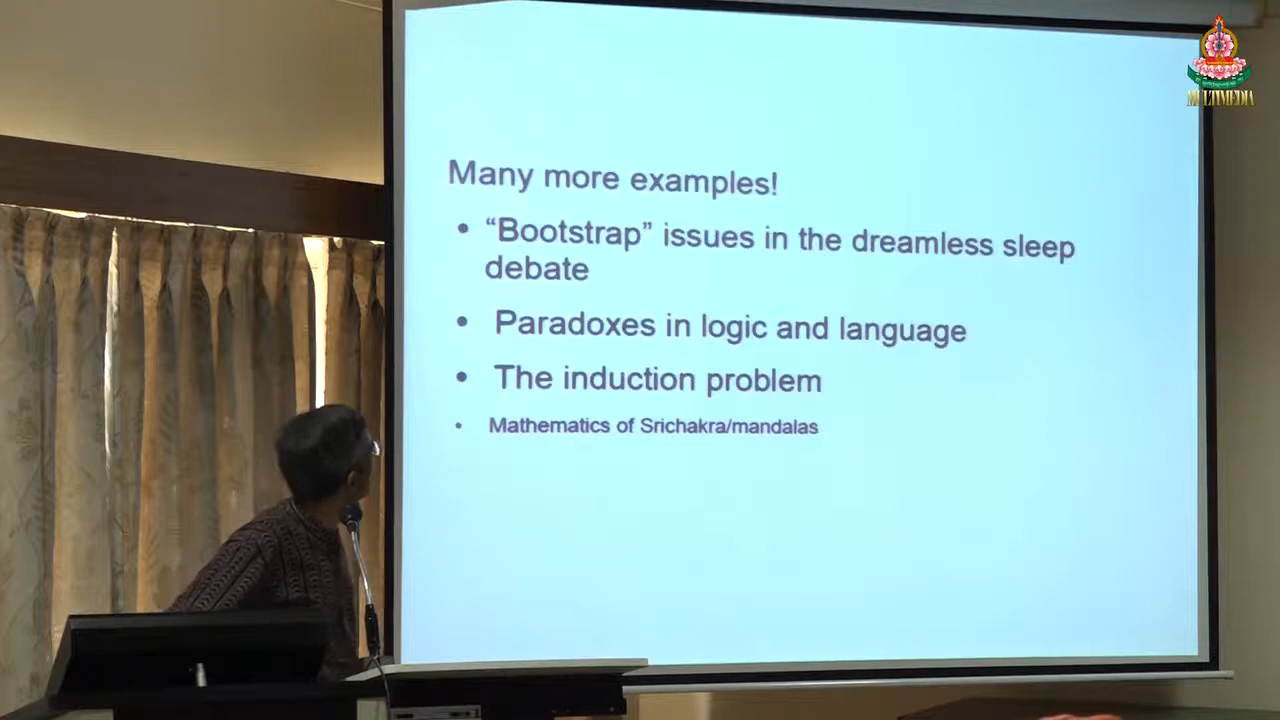 MULTIMEDIA
Many more examples!
• “Bootstrap” issues in the dreamless sleep
debate
• Paradoxes in logic and language
• The induction problem
• Mathematics of Srichakra/mandalas